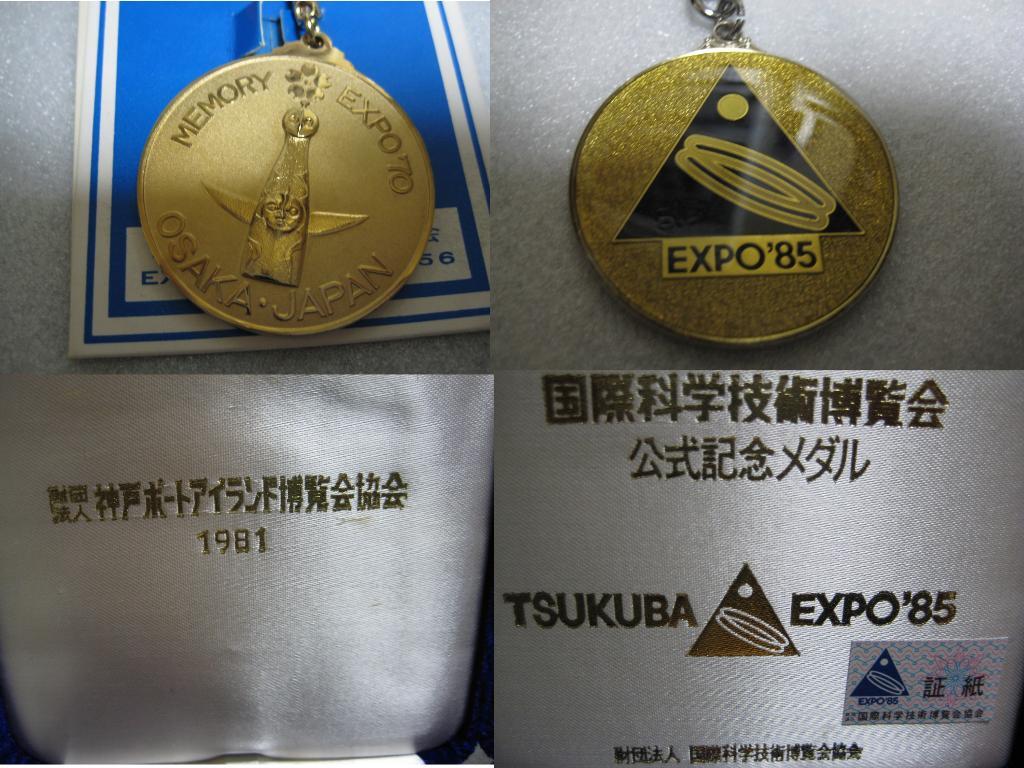 MEMORY EXPO'70
OSAKA・JAPAN
会
EX
56
EXPO'85
財団法人 神戸ポートアイランド博覧会協会
1981
国際科学技術博覧会
公式記念メダル
TSUKUBA EXPO'85
EXPO'85
証紙
国際科学技術博覧会協会
財団法人 国際科学技術博覧会協会